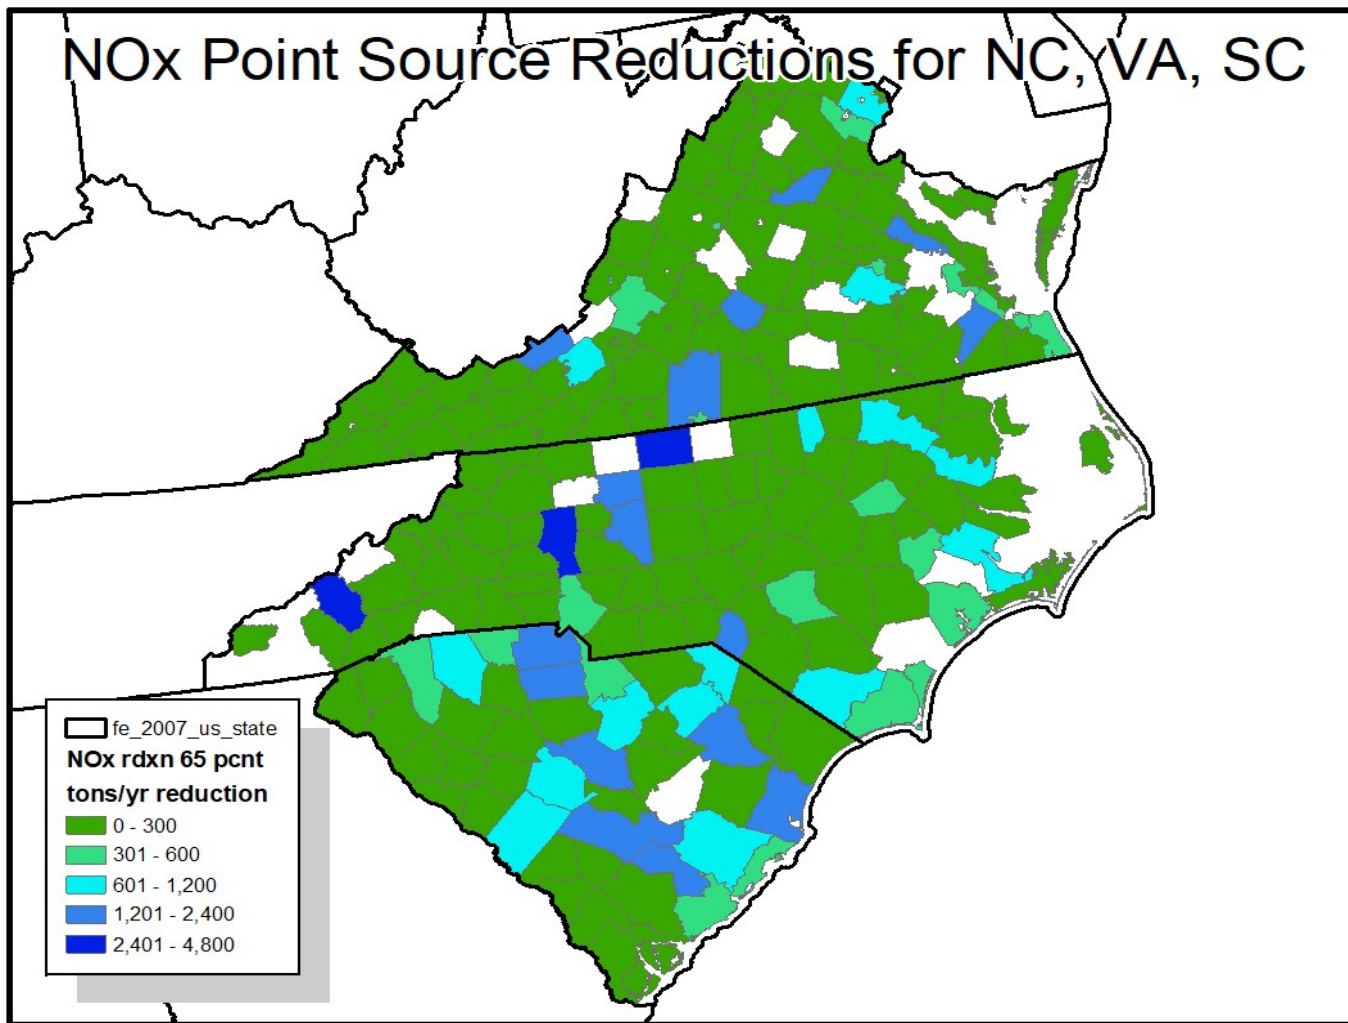 NOx Point Source Reductions for NC, VA, SC
fe_2007_us_state
NOx rdxn 65 pcnt
tons/yr reduction
0 - 300
301 - 600
601 - 1,200
1,201 - 2,400
2,401 - 4,800